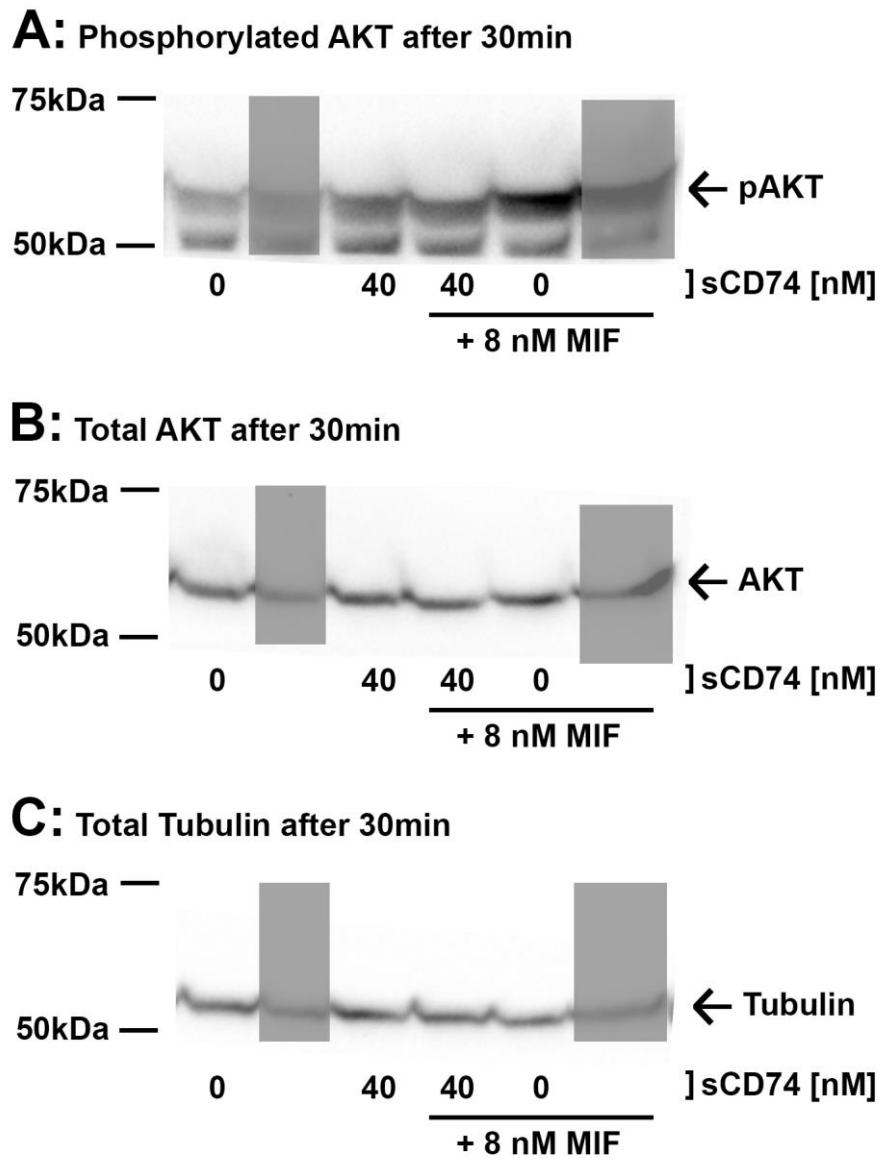 A: Phosphorylated AKT after 30min
75kDa
← pAKT
50kDa
0 40 40 0 ] sCD74 [nM]
+ 8 nM MIF
B: Total AKT after 30min
75kDa
← AKT
50kDa
0 40 40 0 ] sCD74 [nM]
+ 8 nM MIF
C: Total Tubulin after 30min
75kDa
← Tubulin
50kDa
0 40 40 0 ] sCD74 [nM]
+ 8 nM MIF